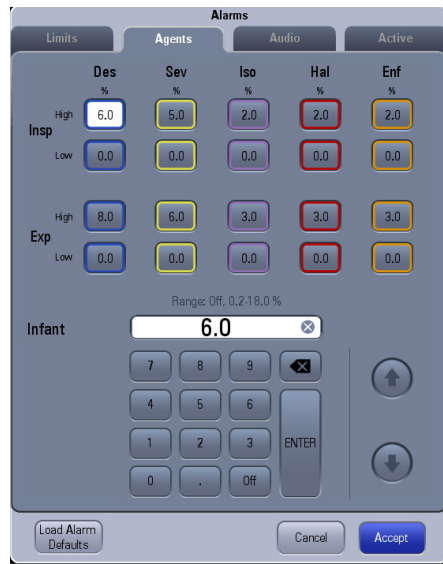 Alarms
Limits Agents Audio Active
Des Sev Iso Hal Enf
% % % % %
High 6.0 5.0 2.0 2.0 2.0
Insp
Low 0.0 0.0 0.0 0.0 0.0
High 8.0 6.0 3.0 3.0 3.0
Exp
Low 0.0 0.0 0.0 0.0 0.0
Range: Off, 0.2-18.0 %
Infant 6.0
7 8 9
4 5 6
1 2 3 ENTER
0 . Off
Load Alarm
Defaults Cancel Accept